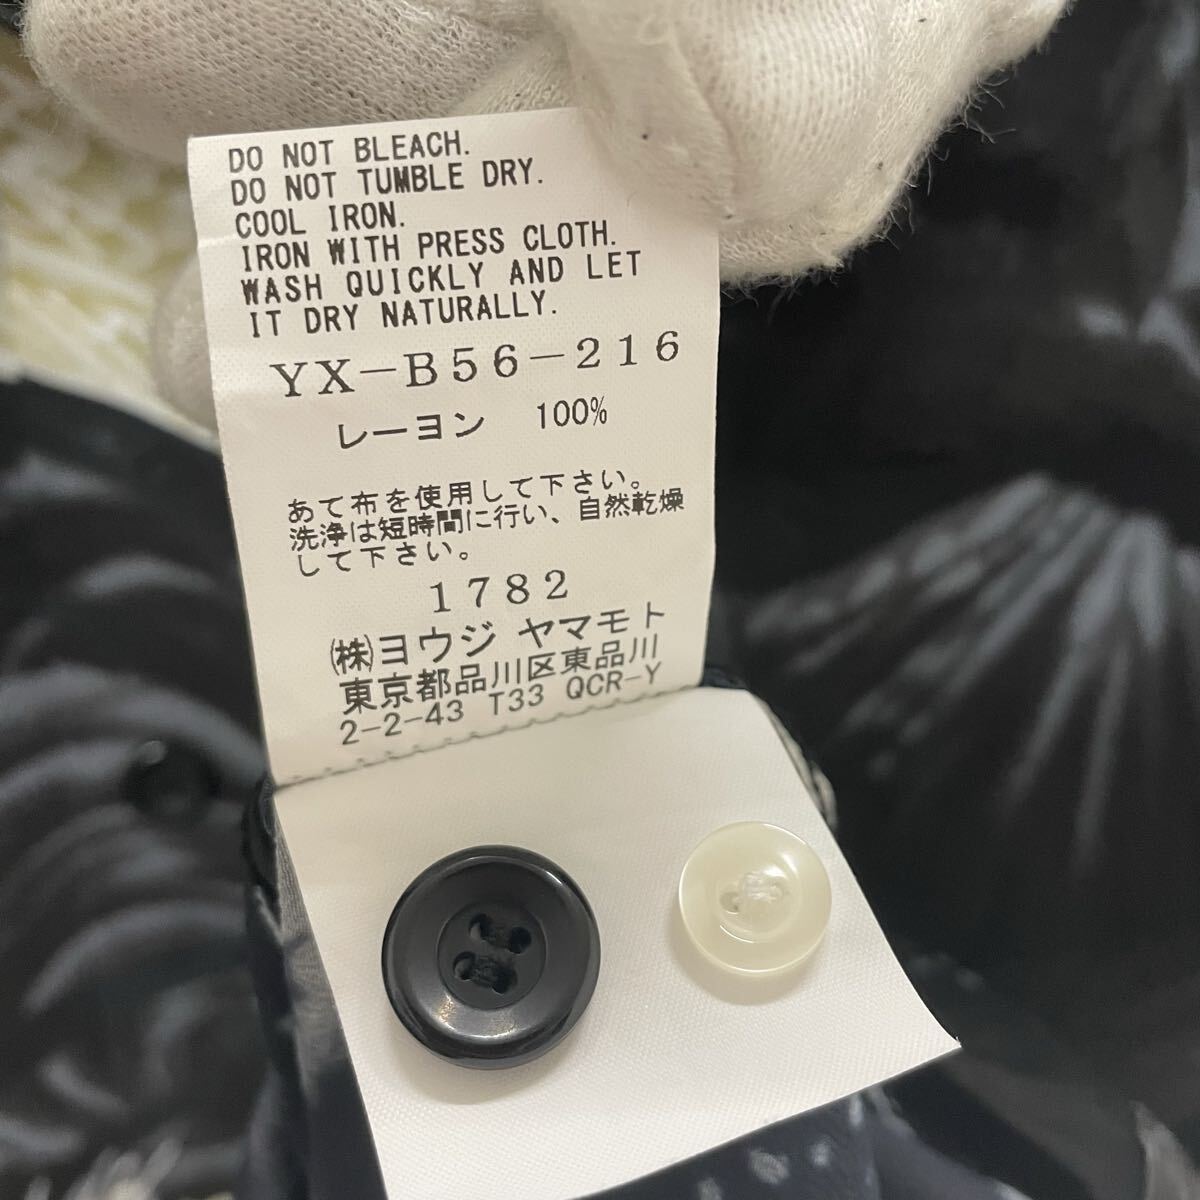 DO NOT BLEACH.
DO NOT TUMBLE DRY.
COOL IRON.
IRON WITH PRESS CLOTH.
WASH QUICKLY AND LET
IT DRY NATURALLY.
YX-B56-216
レーヨン 100%
あて布を使用して下さい。
洗浄は短時間に行い、自然乾燥
して下さい。
1782
㈱ヨウジ ヤマモト
東京都品川区東品川
2-2-43 T33 QCR-Y